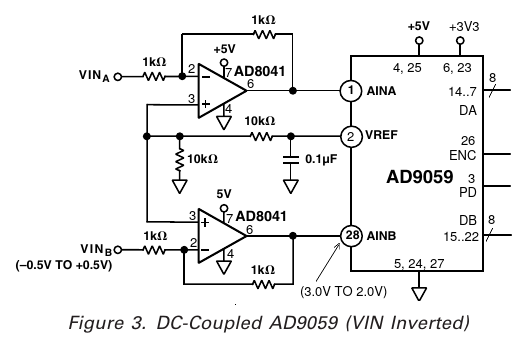 1kΩ
+5V
+5V
+3V3
1kΩ
VINA
2
–
7
AD8041
6
4, 25
6, 23
8
3
+
4
1
AINA
14..7
DA
10kΩ
2
VREF
26
ENC
10kΩ
0.1µF
AD9059
3
PD
5V
AD8041
DB
8
3
+
7
6
28
AINB
15..22
VINB
1kΩ
2
–
4
(–0.5V TO +0.5V)
1kΩ
5, 24, 27
(3.0V TO 2.0V)
Figure 3. DC-Coupled AD9059 (VIN Inverted)